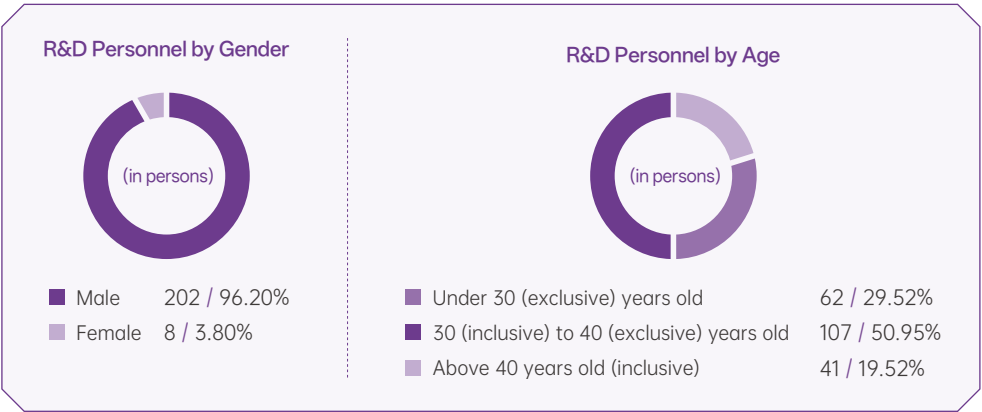 R&D Personnel by Gender
(in persons)
Male 202 / 96.20%
Female 8 / 3.80%
R&D Personnel by Age
(in persons)
Under 30 (exclusive) years old 62 / 29.52%
30 (inclusive) to 40 (exclusive) years old 107 / 50.95%
Above 40 years old (inclusive) 41 / 19.52%